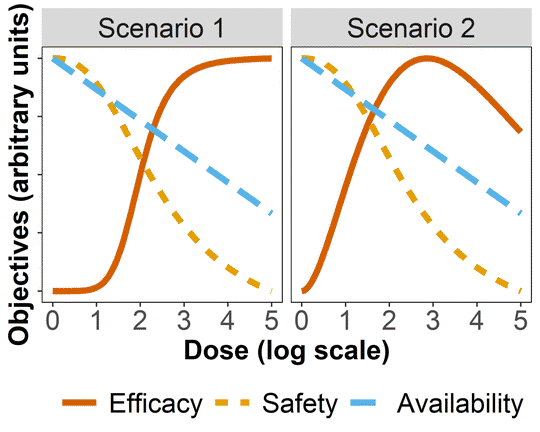 Scenario 1 Scenario 2
Objectives (arbitrary units)
0 1 2 3 4 5 0 1 2 3 4 5
Dose (log scale)
Efficacy Safety Availability